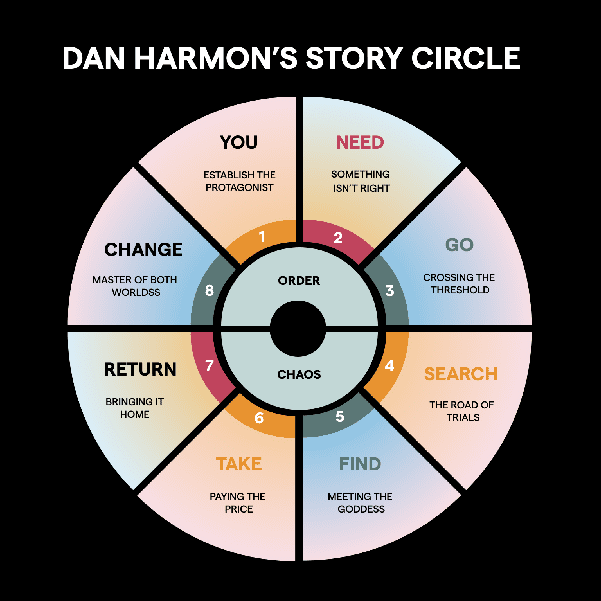 DAN HARMON'S STORY CIRCLE
YOU
ESTABLISH THE
PROTAGONIST
1
NEED
SOMETHING
ISN'T RIGHT
2
GO
CROSSING THE
THRESHOLD
3
SEARCH
THE ROAD OF
TRIALS
4
FIND
MEETING THE
GODDESS
5
TAKE
PAYING THE
PRICE
6
RETURN
BRINGING IT
HOME
7
CHANGE
MASTER OF BOTH
WORLDSS
8
ORDER
CHAOS